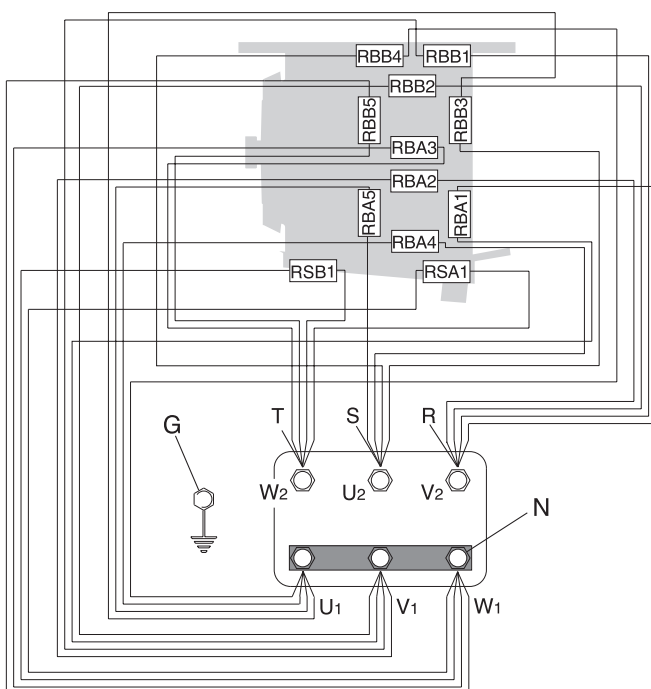 RBB4 RBB1
RBB2
RBB5
RBB3
RBA3
RBA2
RBA5
RBA1
RBA4
RSB1 RSA1
T S R
G
W2 U2 V2
N
U1 V1 W1